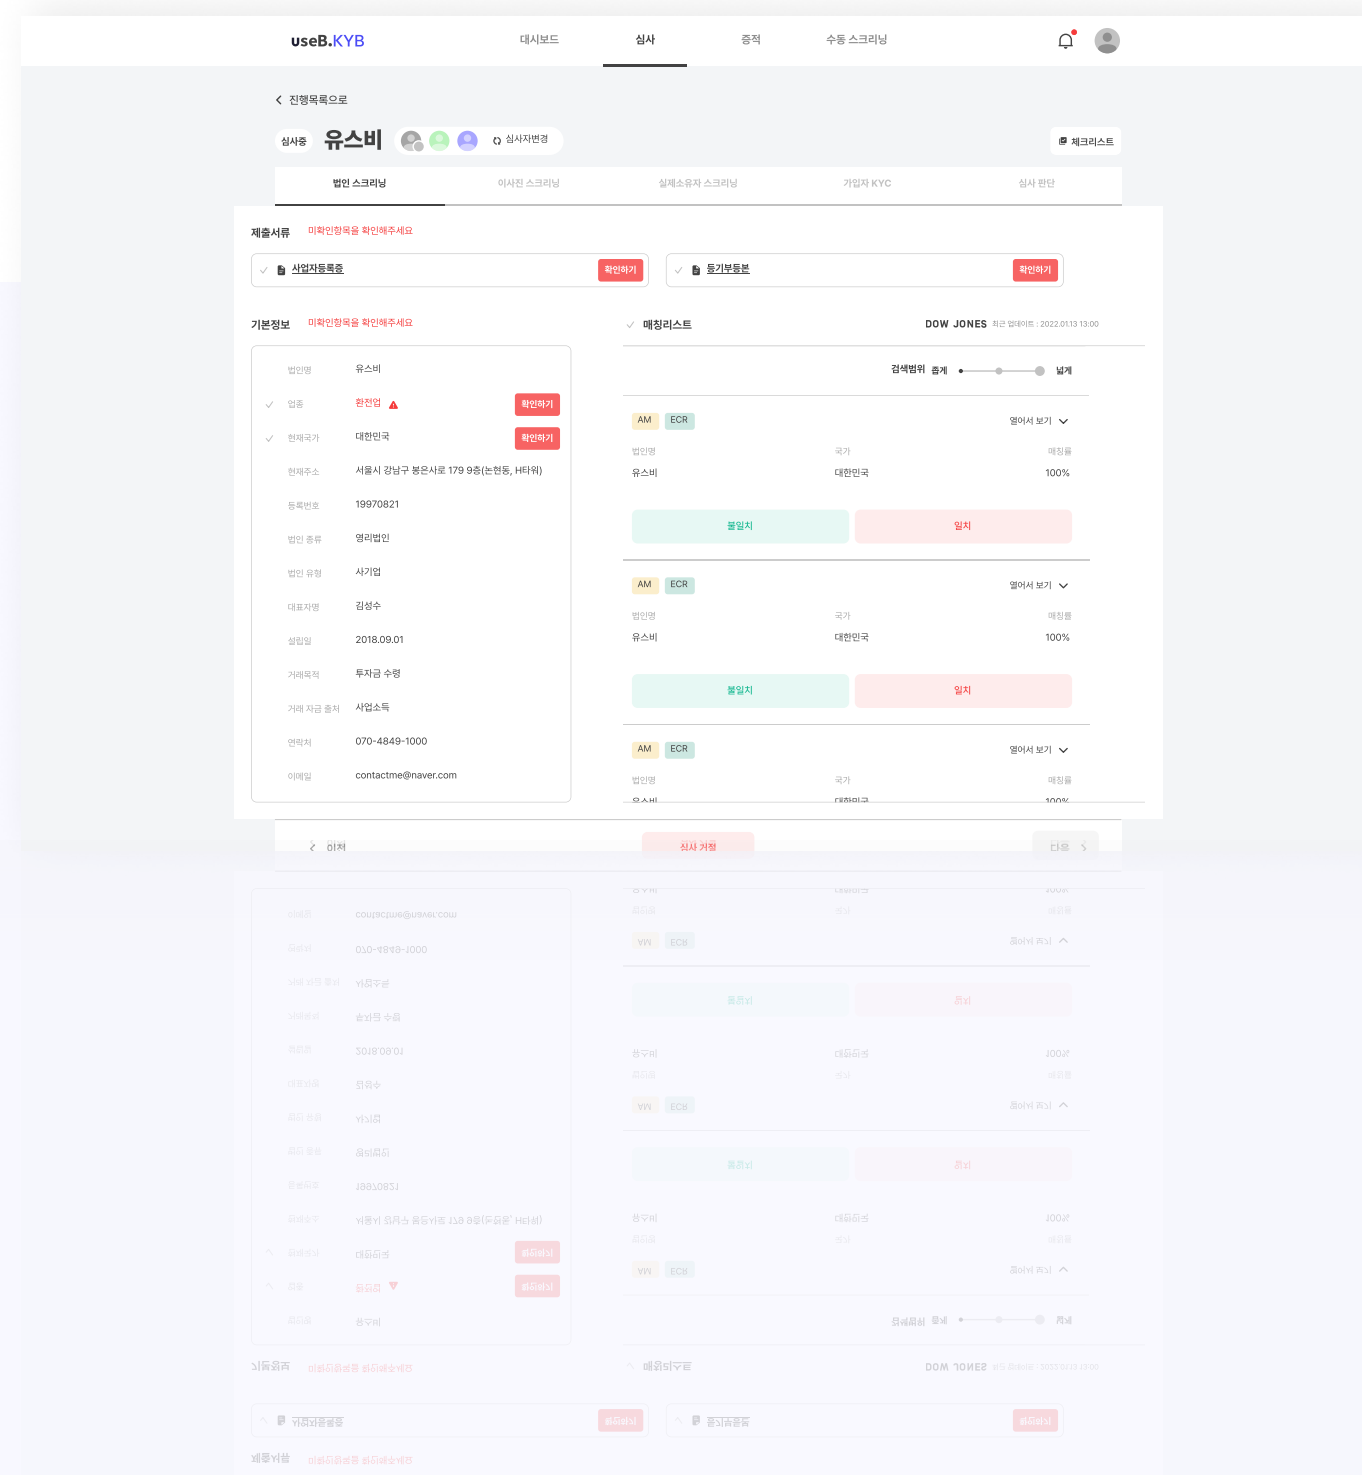 useB.KYB 대시보드 심사 증적 수동 스크리닝
진행목록으로
심사중 유스비 심사자변경 체크리스트
법인 스크리닝 이사진 스크리닝 실제소유자 스크리닝 가입자 KYC 심사 판단
제출서류 미확인항목을 확인해주세요
사업자등록증 확인하기 등기부등본 확인하기
기본정보 미확인항목을 확인해주세요
법인명 유스비
업종 환전업 확인하기
현재국가 대한민국 확인하기
현재주소 서울시 강남구 봉은사로 179 9층(논현동, H타워)
등록번호 19970821
법인 종류 영리법인
법인 유형 사기업
대표자명 김성수
설립일 2018.09.01
거래목적 투자금 수령
거래 자금 출처 사업소득
연락처 070-4849-1000
이메일 contactme@naver.com
매칭리스트 DOW JONES 최근 업데이트 : 2022.01.13 13:00
검색범위 좁게 넓게
AM ECR 열어서 보기
법인명 국가 매칭률
유스비 대한민국 100%
불일치 일치
AM ECR 열어서 보기
법인명 국가 매칭률
유스비 대한민국 100%
불일치 일치
AM ECR 열어서 보기
법인명 국가 매칭률
유스비 대한민국 100%
이전 심사 거절 다음